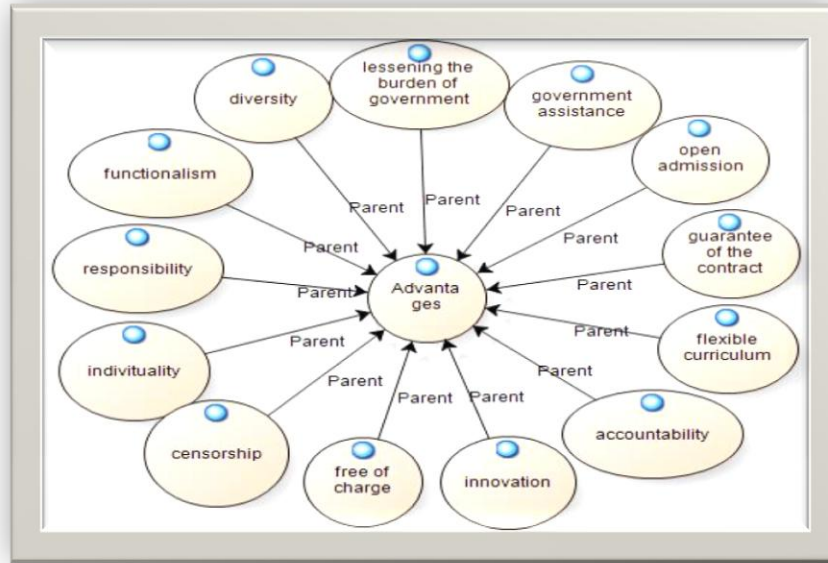 lessening the
burden of
government
diversity
government
assistance
open
admission
functionalism
guarantee
of the
contract
responsibility
flexible
curriculum
indivituality
accountability
censorship
free of
charge
innovation
Advanta
ges
Parent
Parent
Parent
Parent
Parent
Parent
Parent
Parent
Parent
Parent
Parent
Parent
Parent